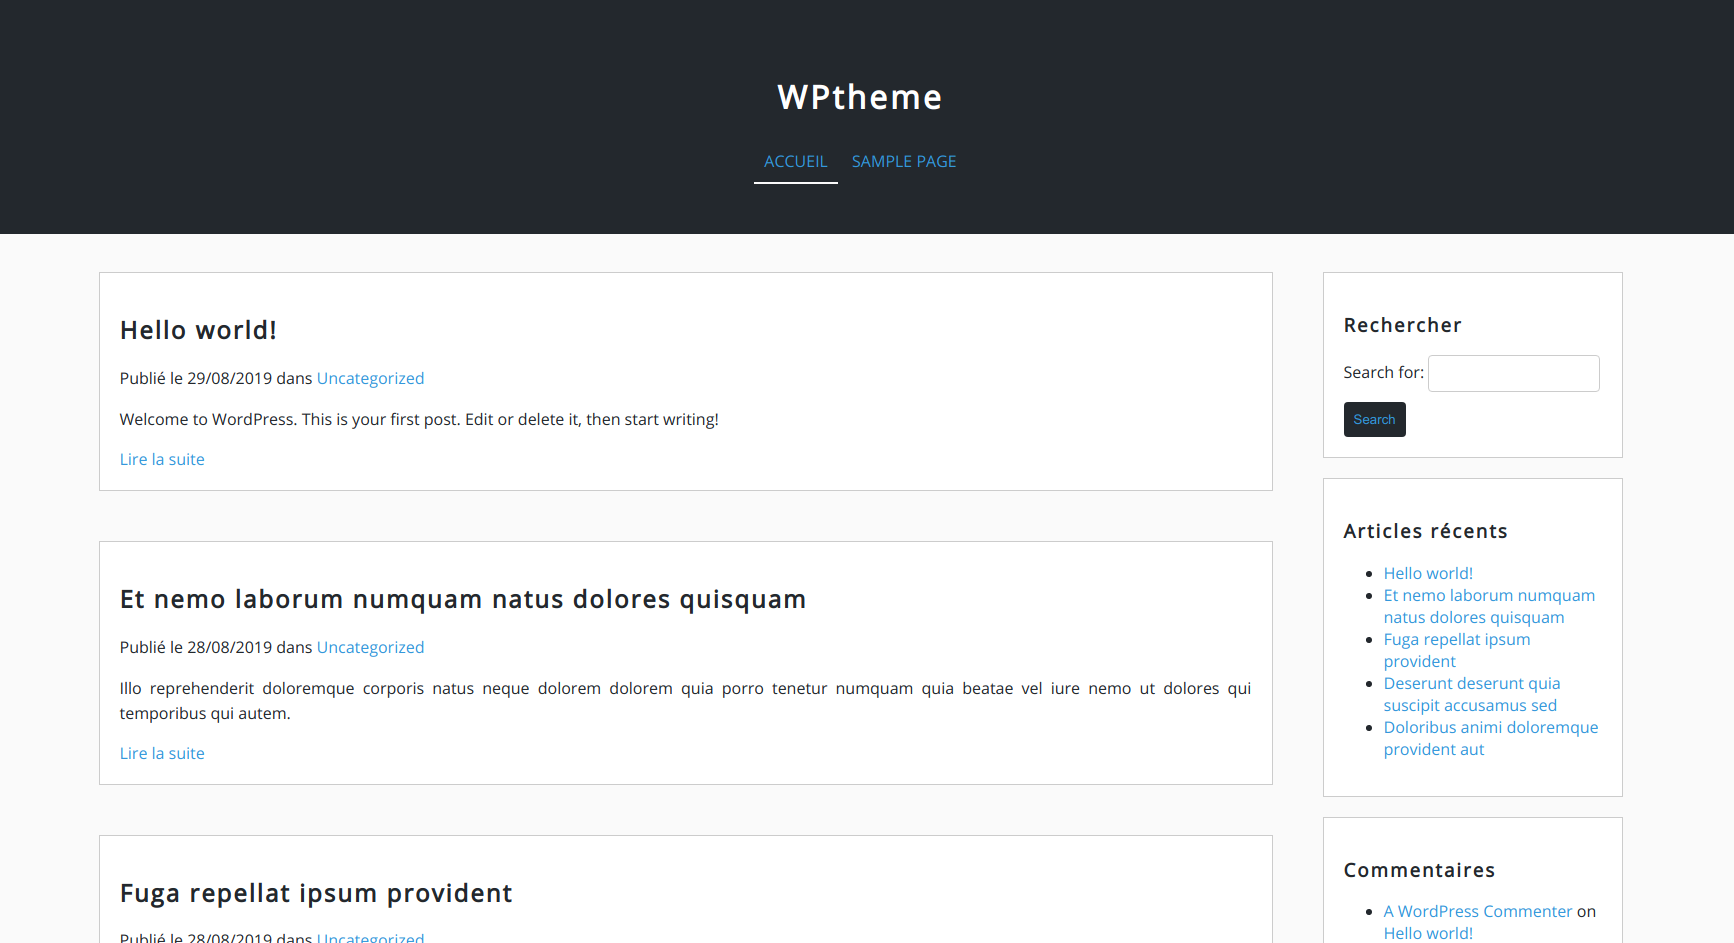 WPtheme
ACCUEIL SAMPLE PAGE
Hello world!
Publié le 29/08/2019 dans Uncategorized
Welcome to WordPress. This is your first post. Edit or delete it, then start writing!
Lire la suite
Et nemo laborum numquam natus dolores quisquam
Publié le 28/08/2019 dans Uncategorized
Illo reprehenderit doloremque corporis natus neque dolorem dolorem quia porro tenetur numquam quia beatae vel iure nemo ut dolores qui
temporibus qui autem.
Lire la suite
Fuga repellat ipsum provident
Publié le 28/08/2019 dans Uncategorized
Rechercher
Search for:
Search
Articles récents
Hello world!
Et nemo laborum numquam
natus dolores quisquam
Fuga repellat ipsum
provident
Deserunt deserunt quia
suscipit accusamus sed
Doloribus animi doloremque
provident aut
Commentaires
A WordPress Commenter on
Hello world!